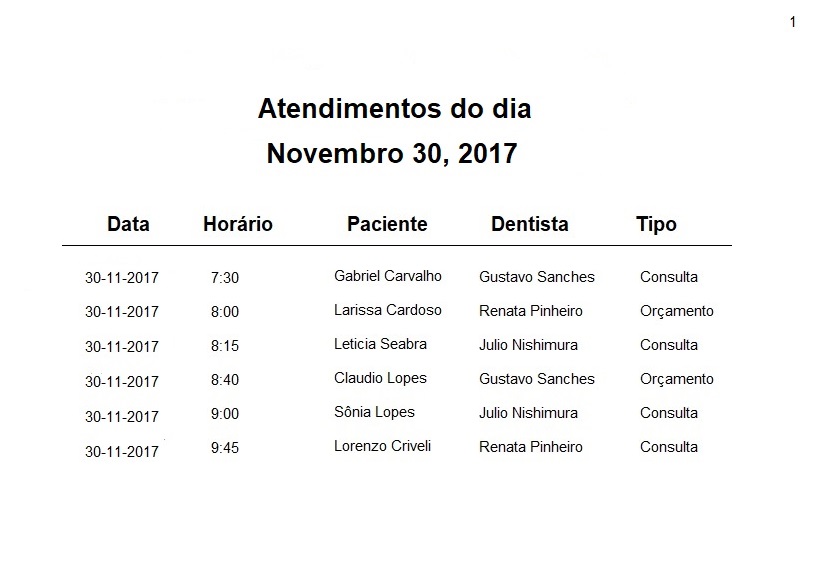 1
Atendimentos do dia
Novembro 30, 2017
Data Horário Paciente Dentista Tipo
30-11-2017 7:30 Gabriel Carvalho Gustavo Sanches Consulta
30-11-2017 8:00 Larissa Cardoso Renata Pinheiro Orçamento
30-11-2017 8:15 Leticia Seabra Julio Nishimura Consulta
30-11-2017 8:40 Claudio Lopes Gustavo Sanches Orçamento
30-11-2017 9:00 Sônia Lopes Julio Nishimura Consulta
30-11-2017 9:45 Lorenzo Criveli Renata Pinheiro Consulta